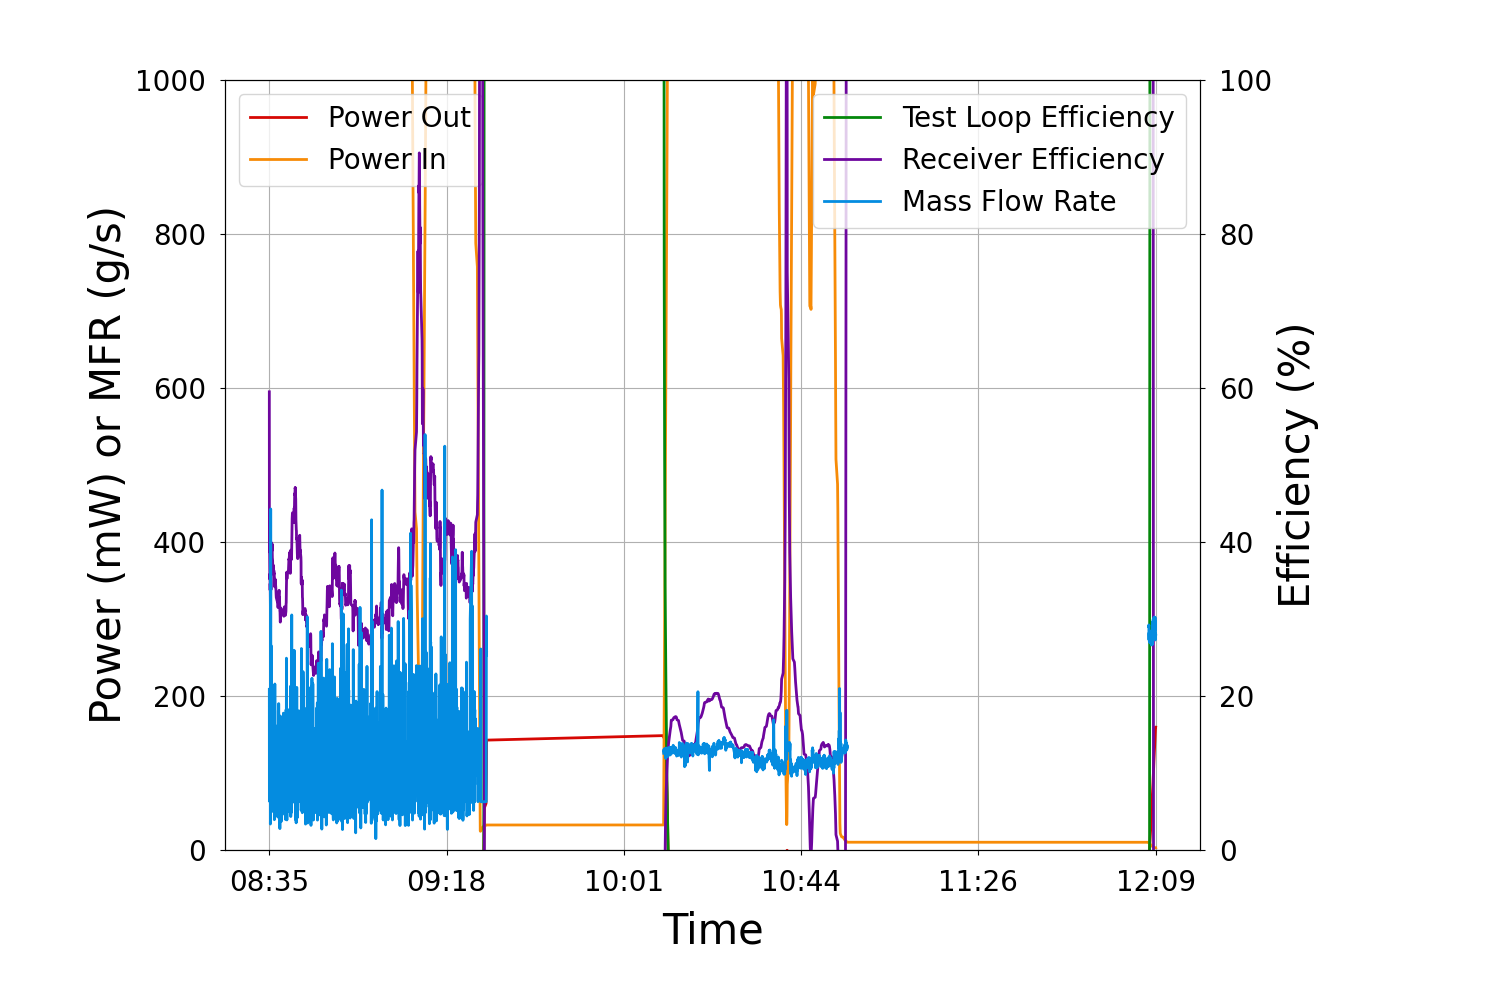 1000
800
600
400
200
0
Power (mW) or MFR (g/s)
Power Out
Power In
Test Loop Efficiency
Receiver Efficiency
Mass Flow Rate
100
80
60
40
20
0
Efficiency (%)
08:35
09:18
10:01
10:44
11:26
12:09
Time